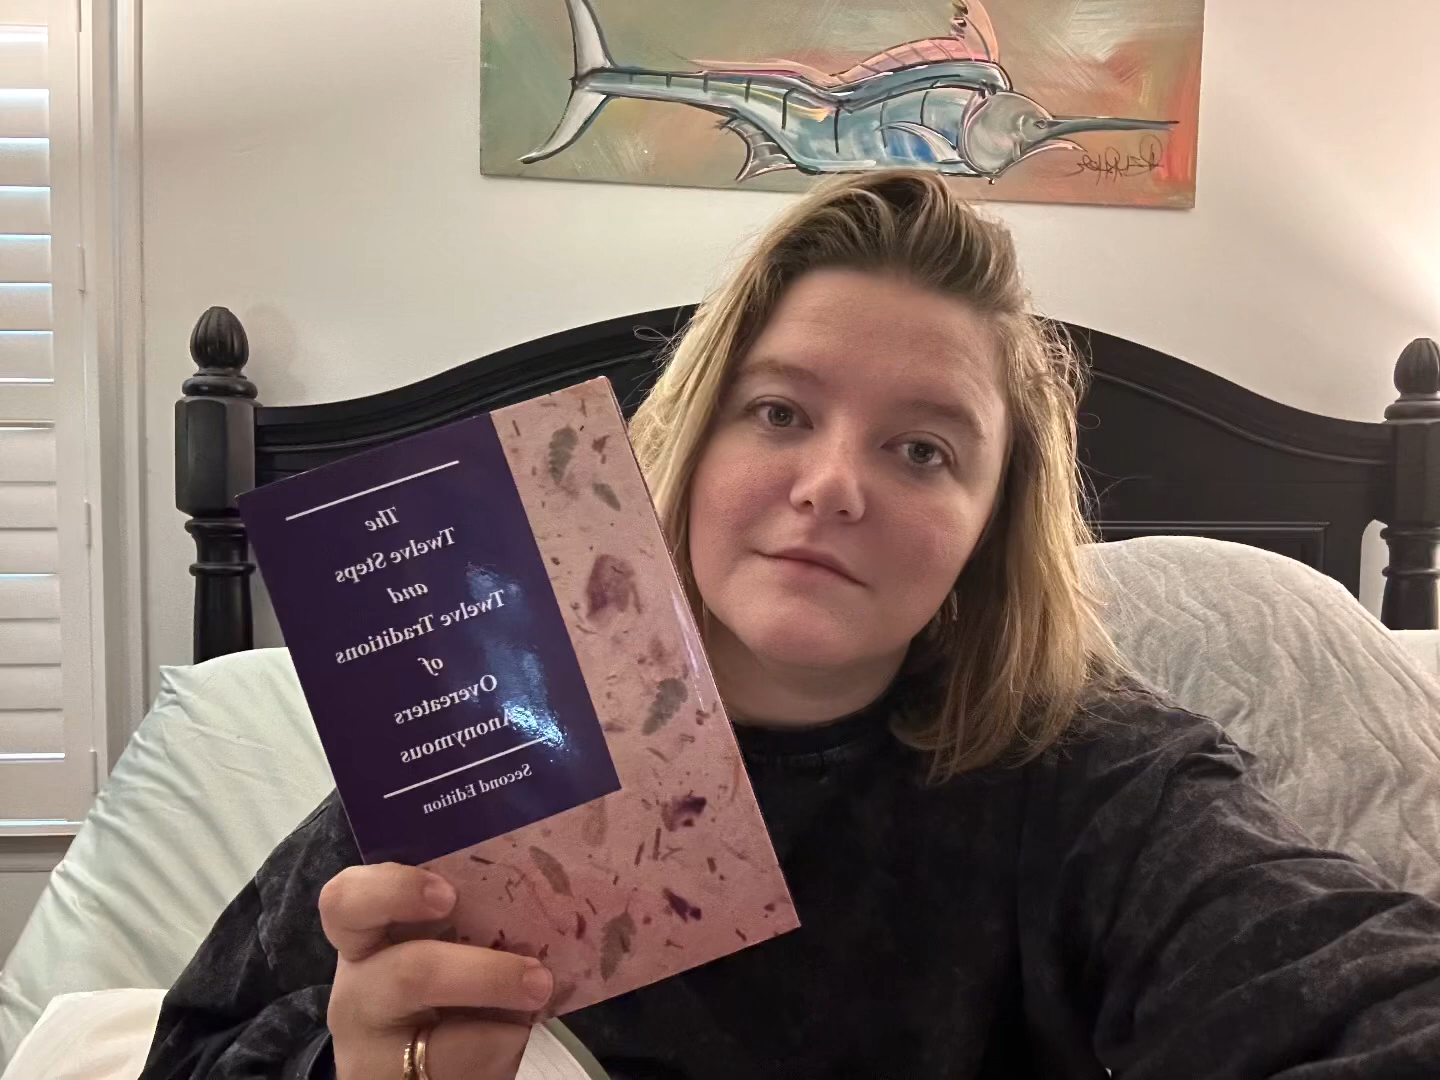 The
Twelve Steps
and
Twelve Traditions
of
Overeaters
Anonymous
Second Edition